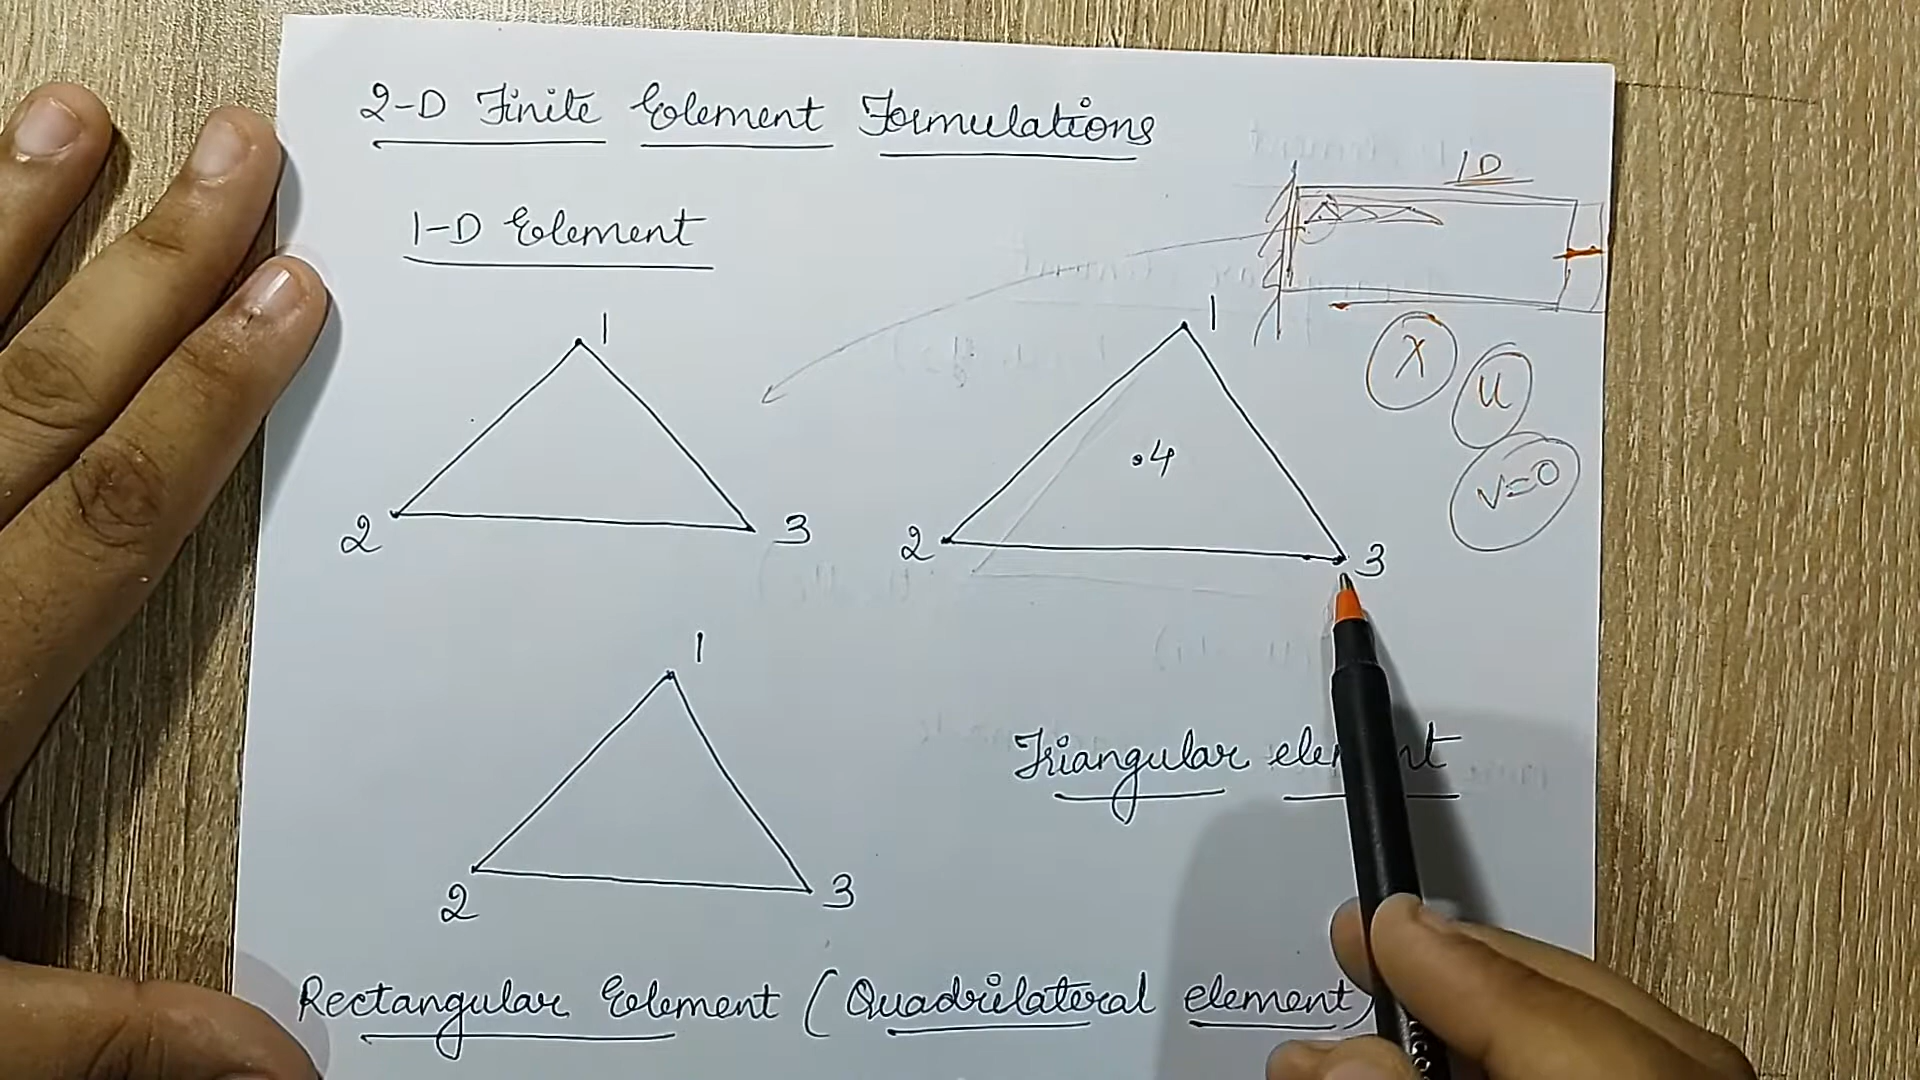 2-D Finite Element Formulations
1-D Element
1D
X
u
v=0
1
2
3
1
2
3
.4
1
2
3
Triangular element
Rectangular Element (Quadrilateral element)